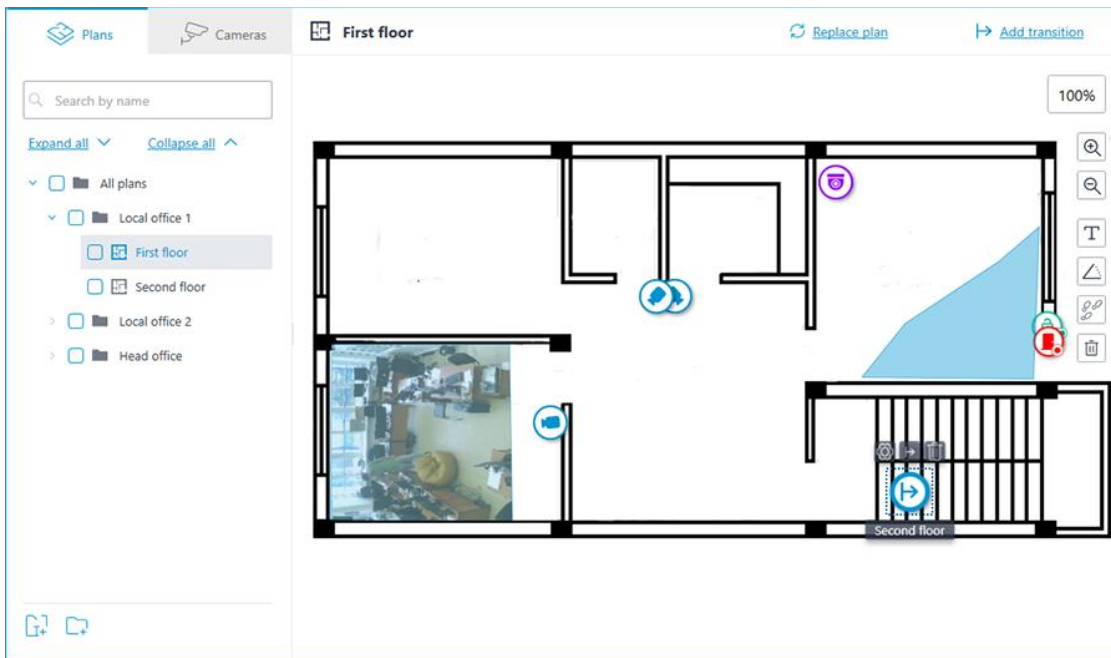 Plans
Cameras
First floor
Replace plan
Add transition
Search by name
100%
Expand all
Collapse all
All plans
Local office 1
First floor
Second floor
Local office 2
Head office
T
Second floor